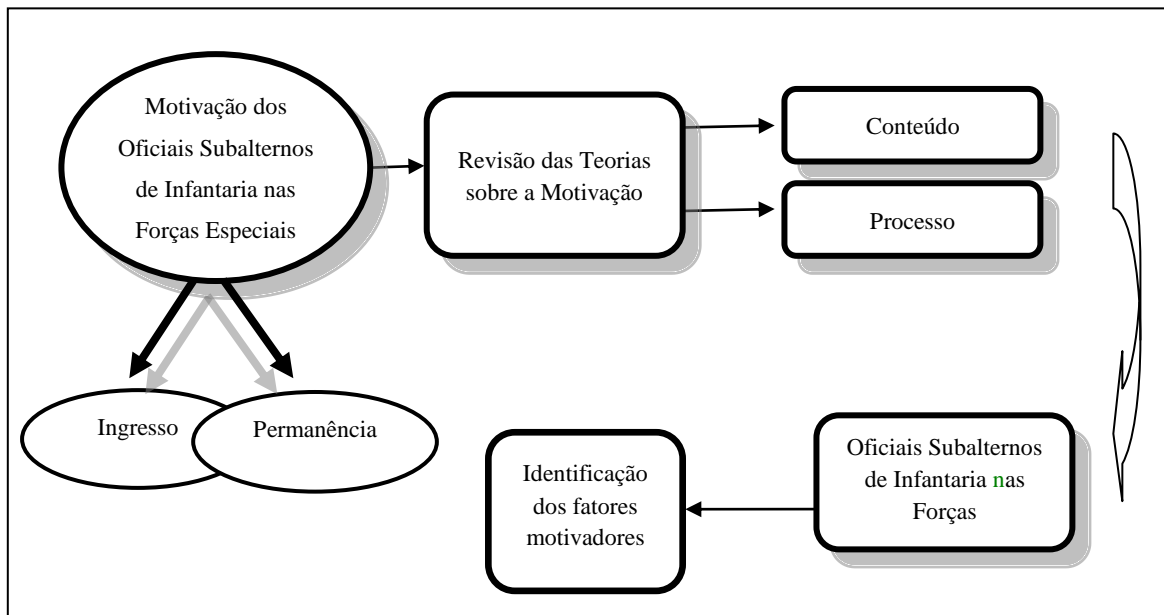 Motivação dos
Oficiais Subalternos
de Infantaria nas
Forças Especiais
Revisão das Teorias
sobre a Motivação
Conteúdo
Processo
Ingresso
Permanência
Oficiais Subalternos
de Infantaria nas
Forças
Identificação
dos fatores
motivadores